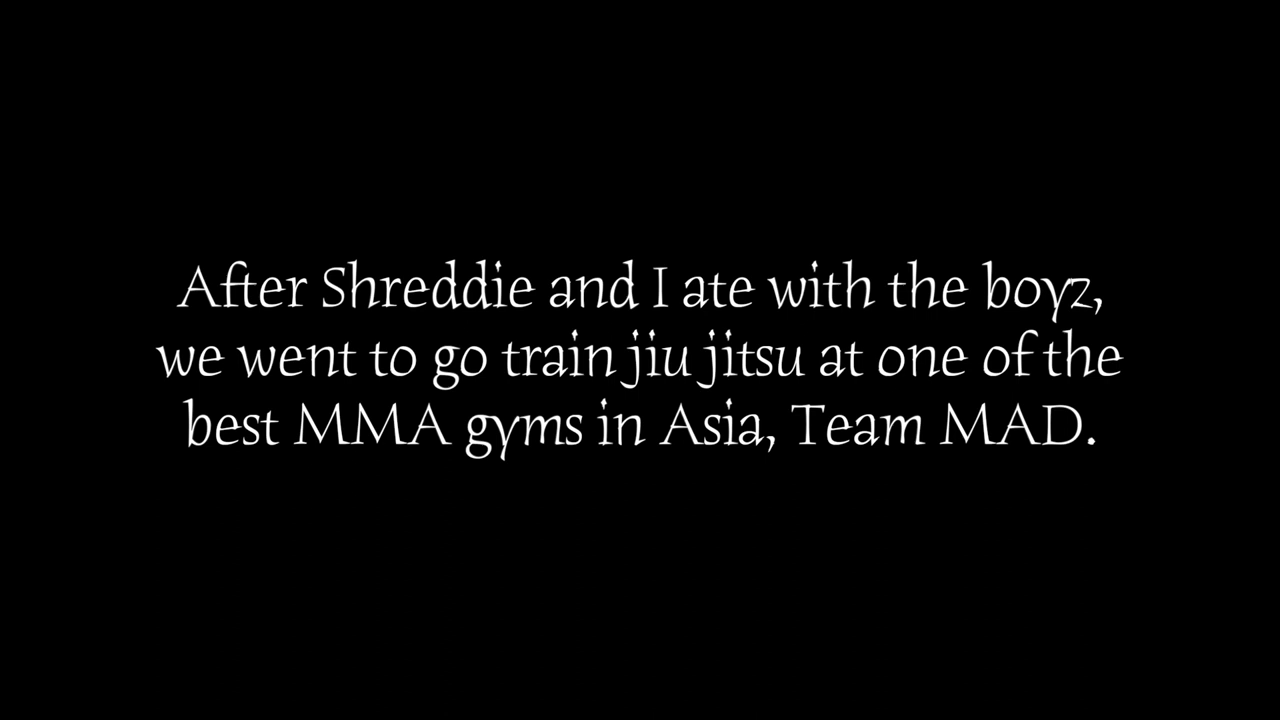 After Shreddie and I ate with the boyz,
we went to go train jiu jitsu at one of the
best MMA gyms in Asia, Team MAD.